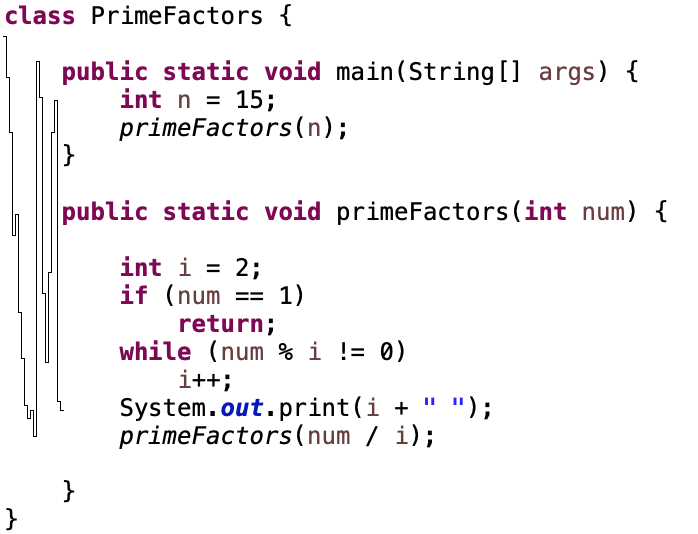 class PrimeFactors {
public static void main(String[] args) {
int n = 15;
primeFactors(n);
}
public static void primeFactors(int num) {
int i = 2;
if (num == 1)
return;
while (num % i != 0)
i++;
System.out.print(i + " ");
primeFactors(num / i);
}
}